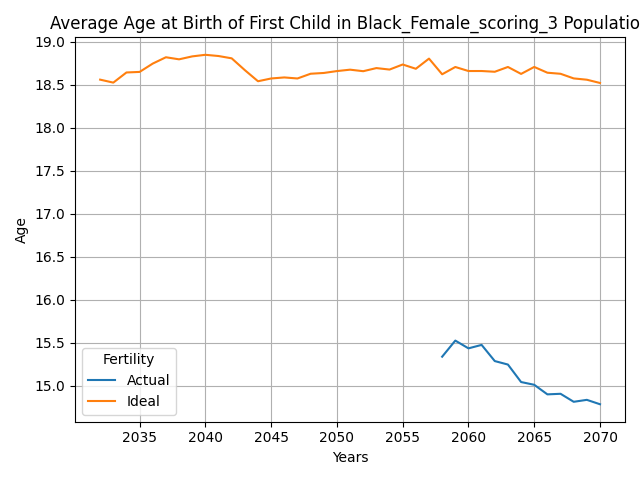 Average Age at Birth of First Child in Black_Female_scoring_3 Populatio
19.0
18.5
18.0
17.5
17.0
16.5
16.0
15.5
15.0
Age
Fertility
Actual
Ideal
2035 2040 2045 2050 2055 2060 2065 2070
Years